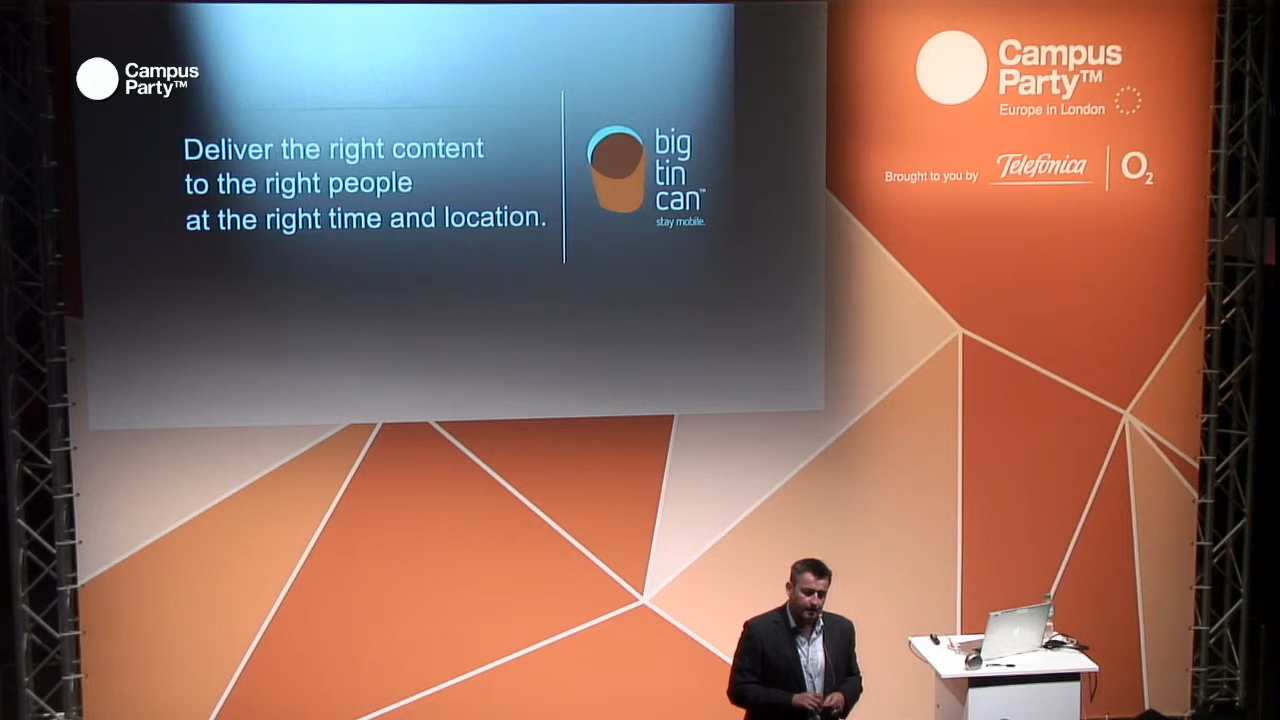 Campus
Party™
Deliver the right content
to the right people
at the right time and location.
big
tin
can™
stay mobile.
Campus
Party™
Europe in London
Brought to you by Telefónica O2